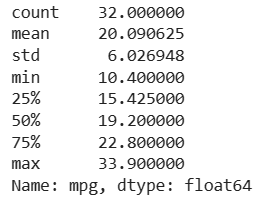 count    32.000000
mean     20.090625
std       6.026948
min      10.400000
25%      15.425000
50%      19.200000
75%      22.800000
max      33.900000
Name: mpg, dtype: float64